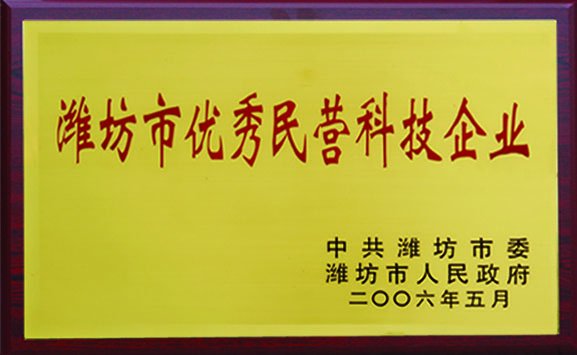 潍坊市优秀民营科技企业
中共潍坊市委
潍坊市人民政府
二〇〇六年五月